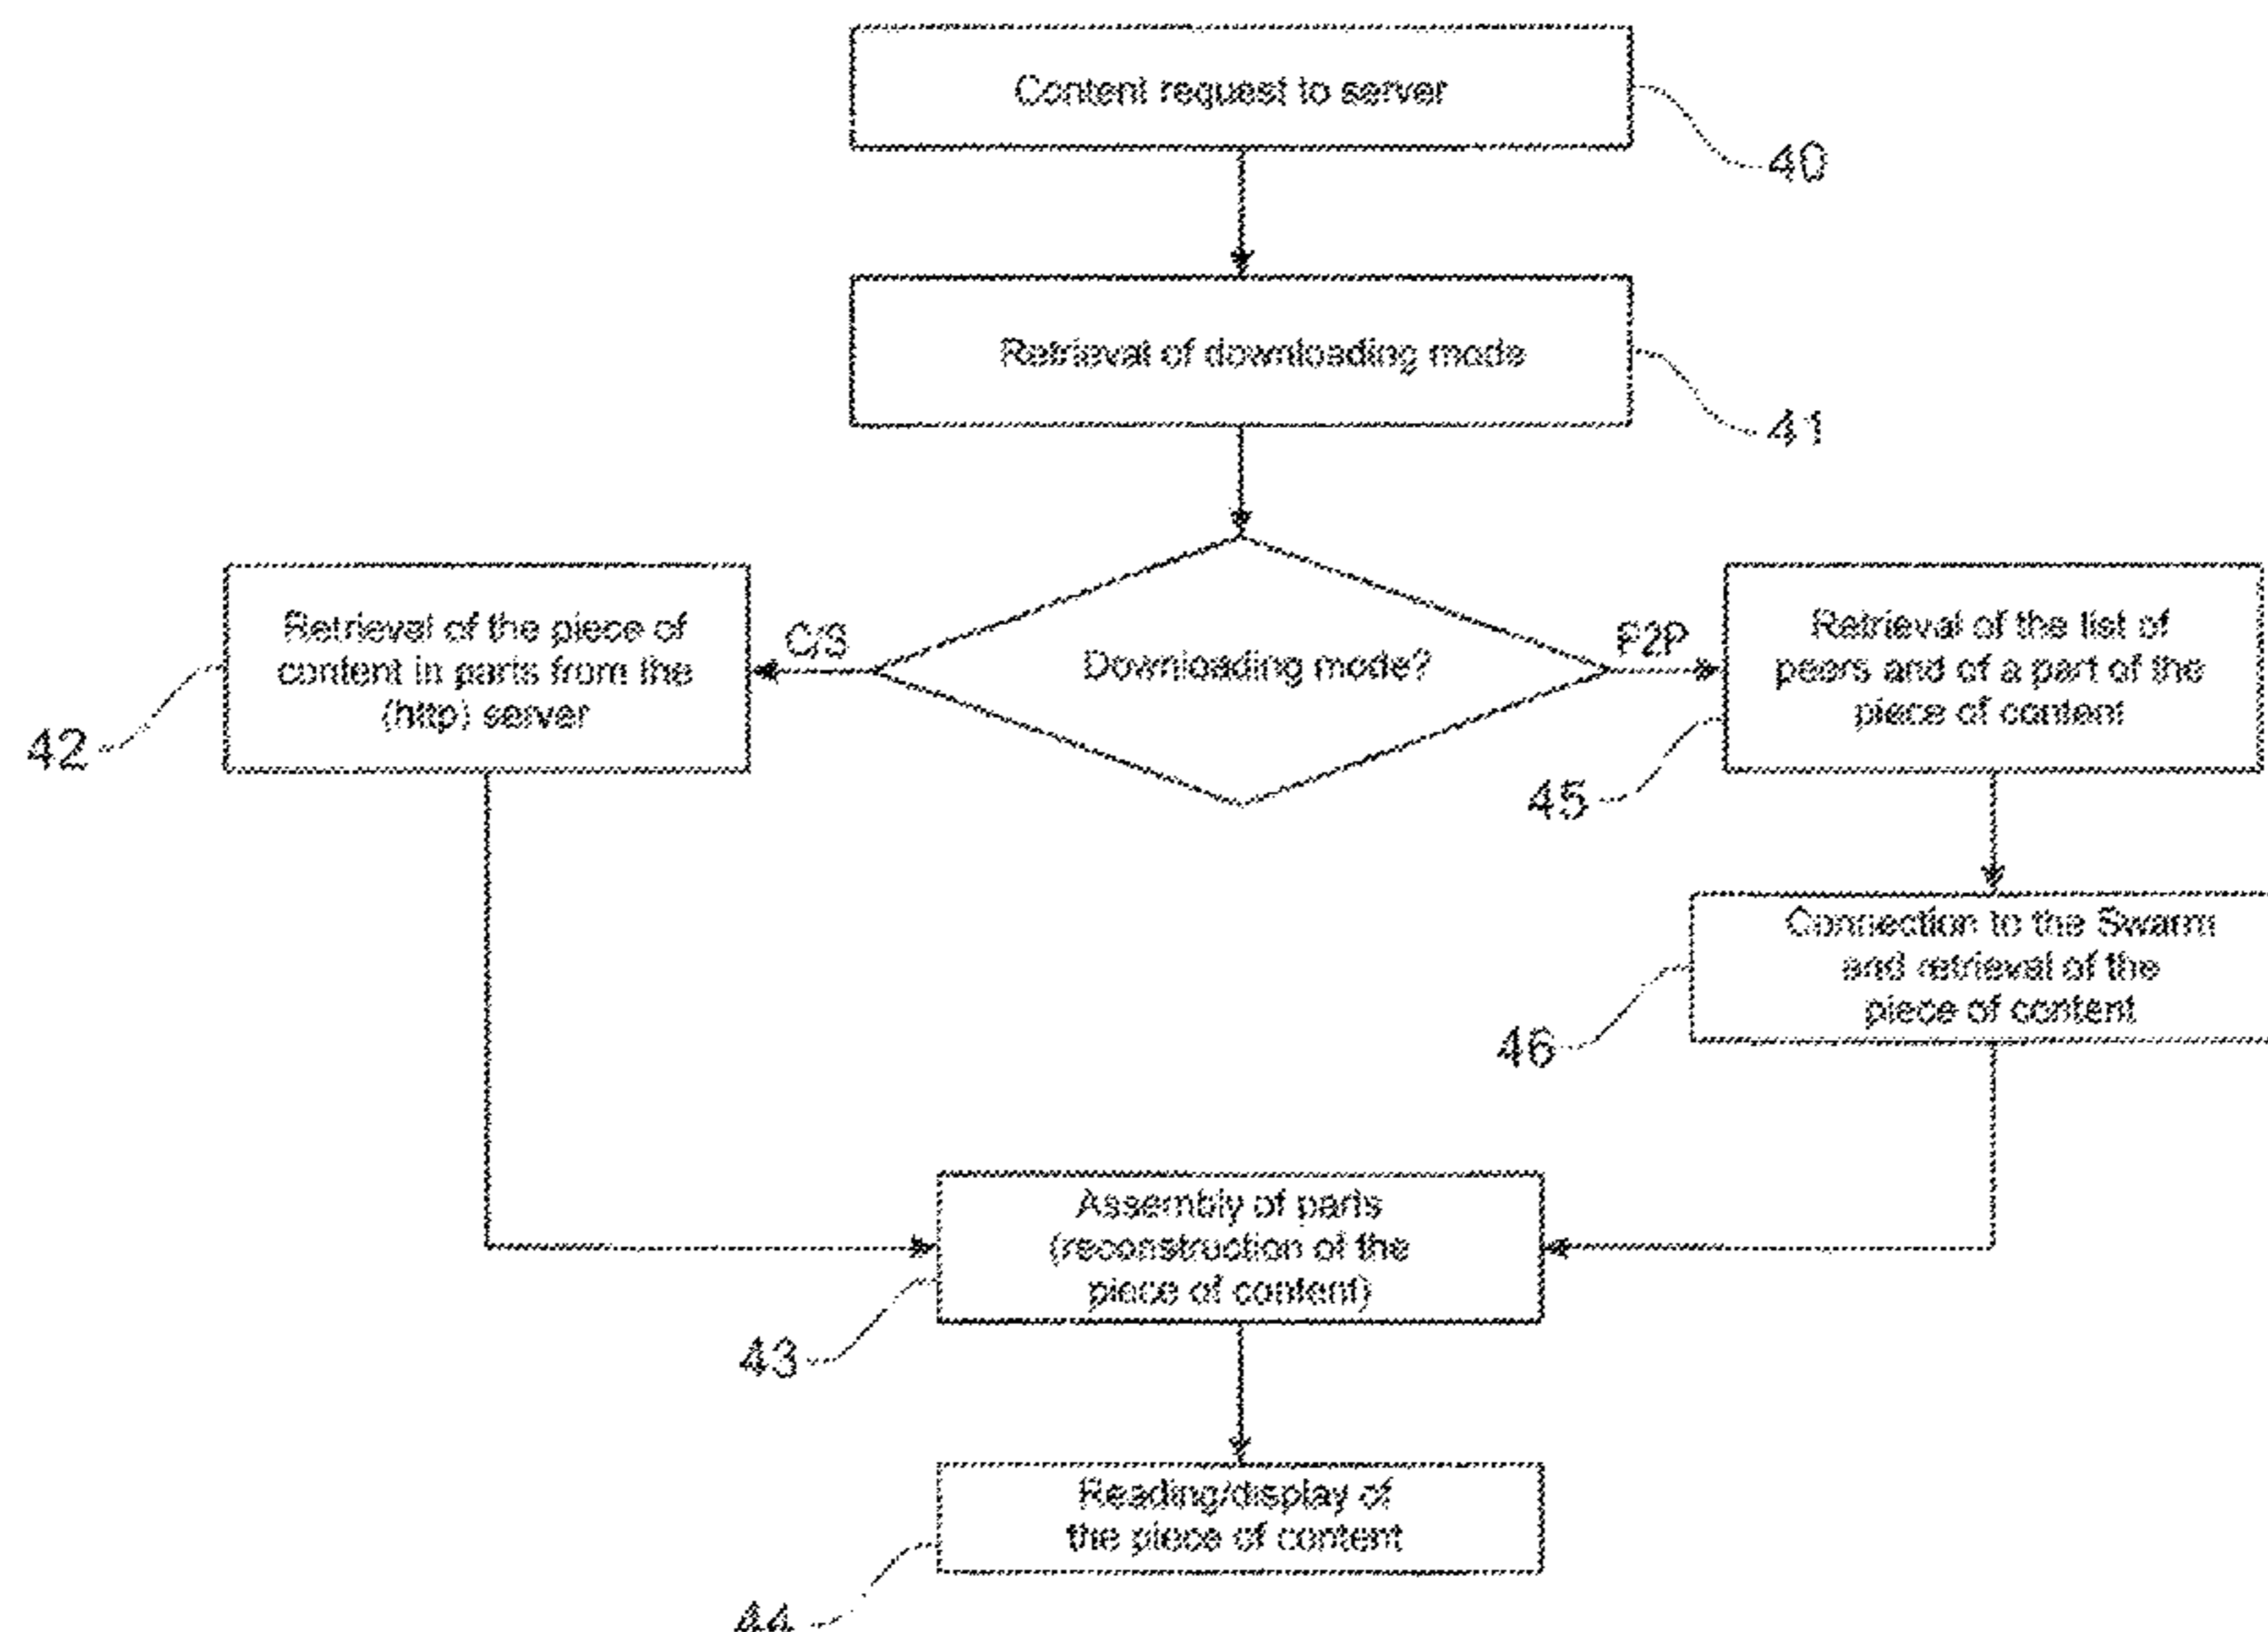 Content request to server
40
Retrieval of downloading mode
41
Retrieval of the piece of
content in parts from the
(http) server
42
C/S
Downloading mode?
P2P
Retrieval of the list of
peers and of a part of the
piece of content
45
Connection to the Swarm
and retrieval of the
piece of content
46
Assembly of parts
(reconstruction of the
piece of content)
43
Reading/display of
the piece of content
44